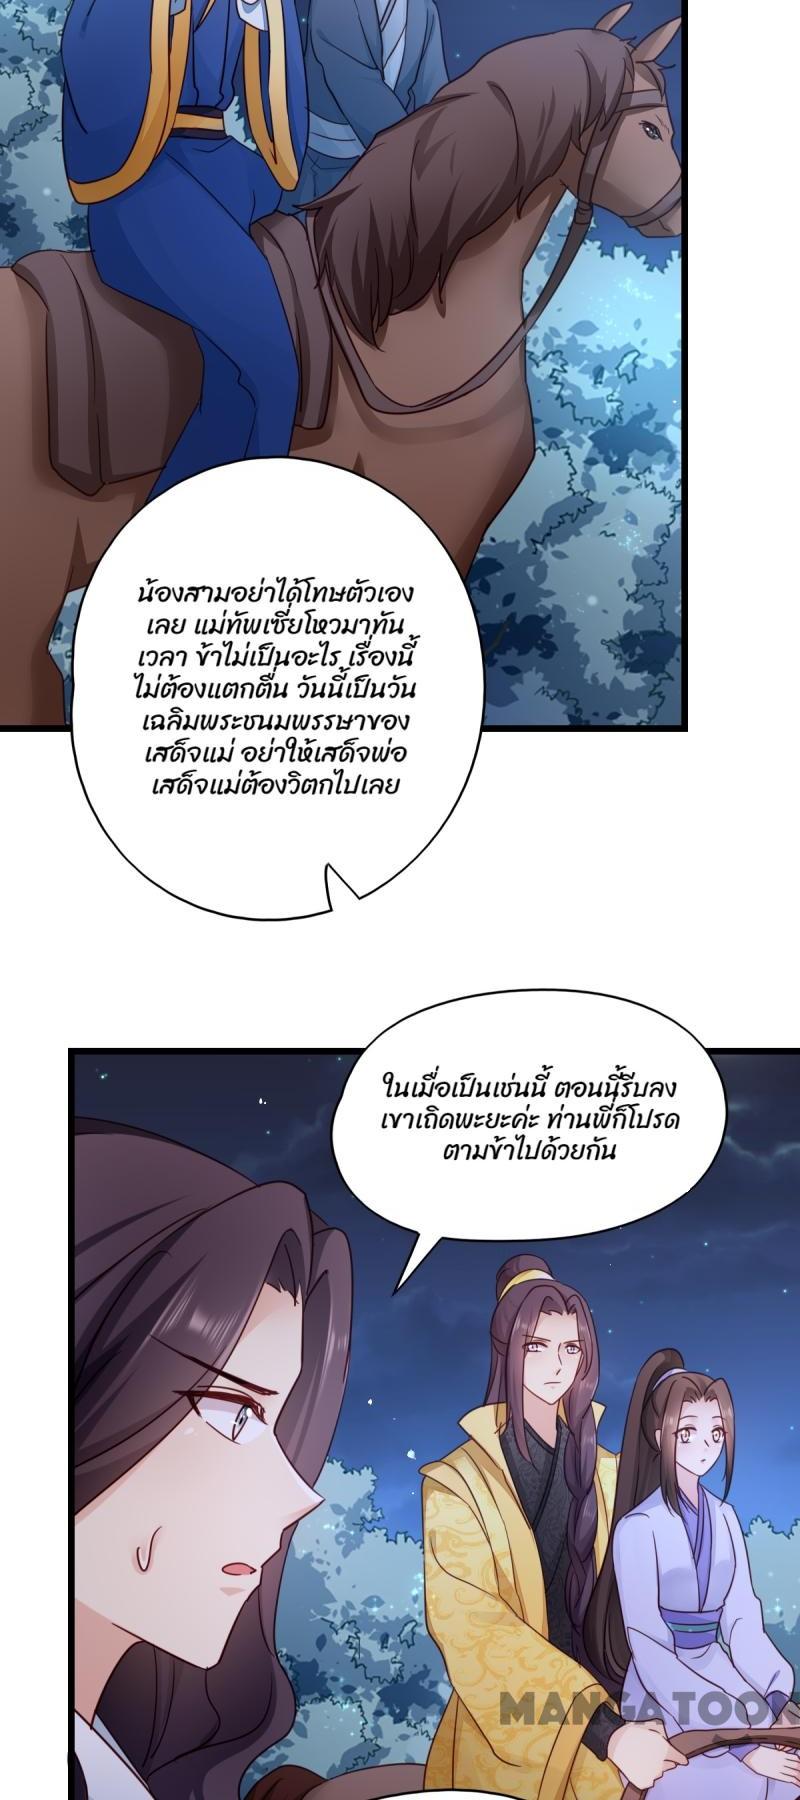 น้องสามอย่าได้โทษตัวเอง
เลย แม่ทัพเซี่ยโหวมาทัน
เวลา ข้าไม่เป็นอะไร เรื่องนี้
ไม่ต้องแตกตื่น วันนี้เป็นวัน
เฉลิมพระชนมพรรษาของ
เสด็จแม่ อย่าให้เสด็จพ่อ
เสด็จแม่ต้องวิตกไปเลย
ในเมื่อเป็นเช่นนี้ ตอนนี้รีบลง
เขาเถิดพะยะค่ะ ท่านพี่ก็โปรด
ตามข้าไปด้วยกัน
MANGATOON